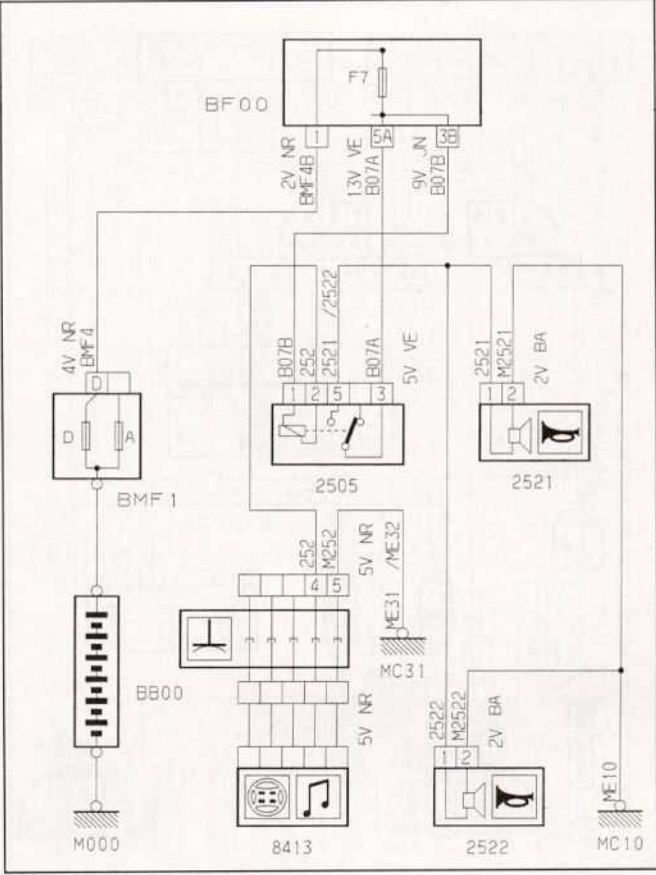 F7
BF00
1 5A 3B
2V NR
BMF4B
13V VE
B07A
9V JN
B07B
4V NR
BMF4
D
D A
BMF1
B07B
252
2521
/2522
B07A
5V VE
1 2 5 3
2505
2521
M2521
2V BA
1 2
2521
252
M252
5V NR
4 5
ME31
/ME32
MC31
BB00
5V NR
M000
8413
2522
M2522
2V BA
1 2
2522
ME10
MC10